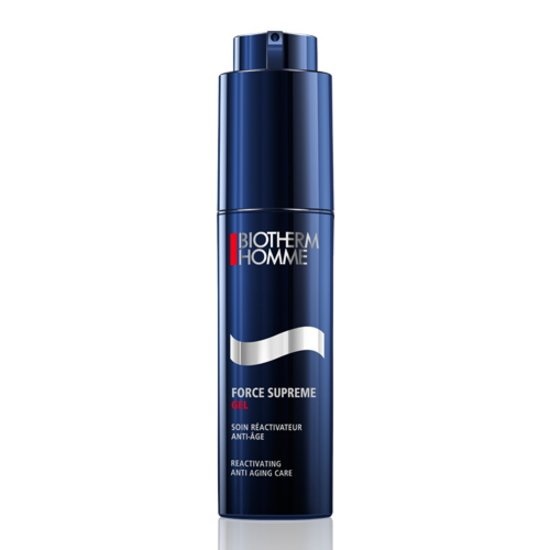 BIOTHERM
HOMME
FORCE SUPREME
GEL
SOIN RÉACTIVATEUR
ANTI-ÂGE
REACTIVATING
ANTI AGING CARE